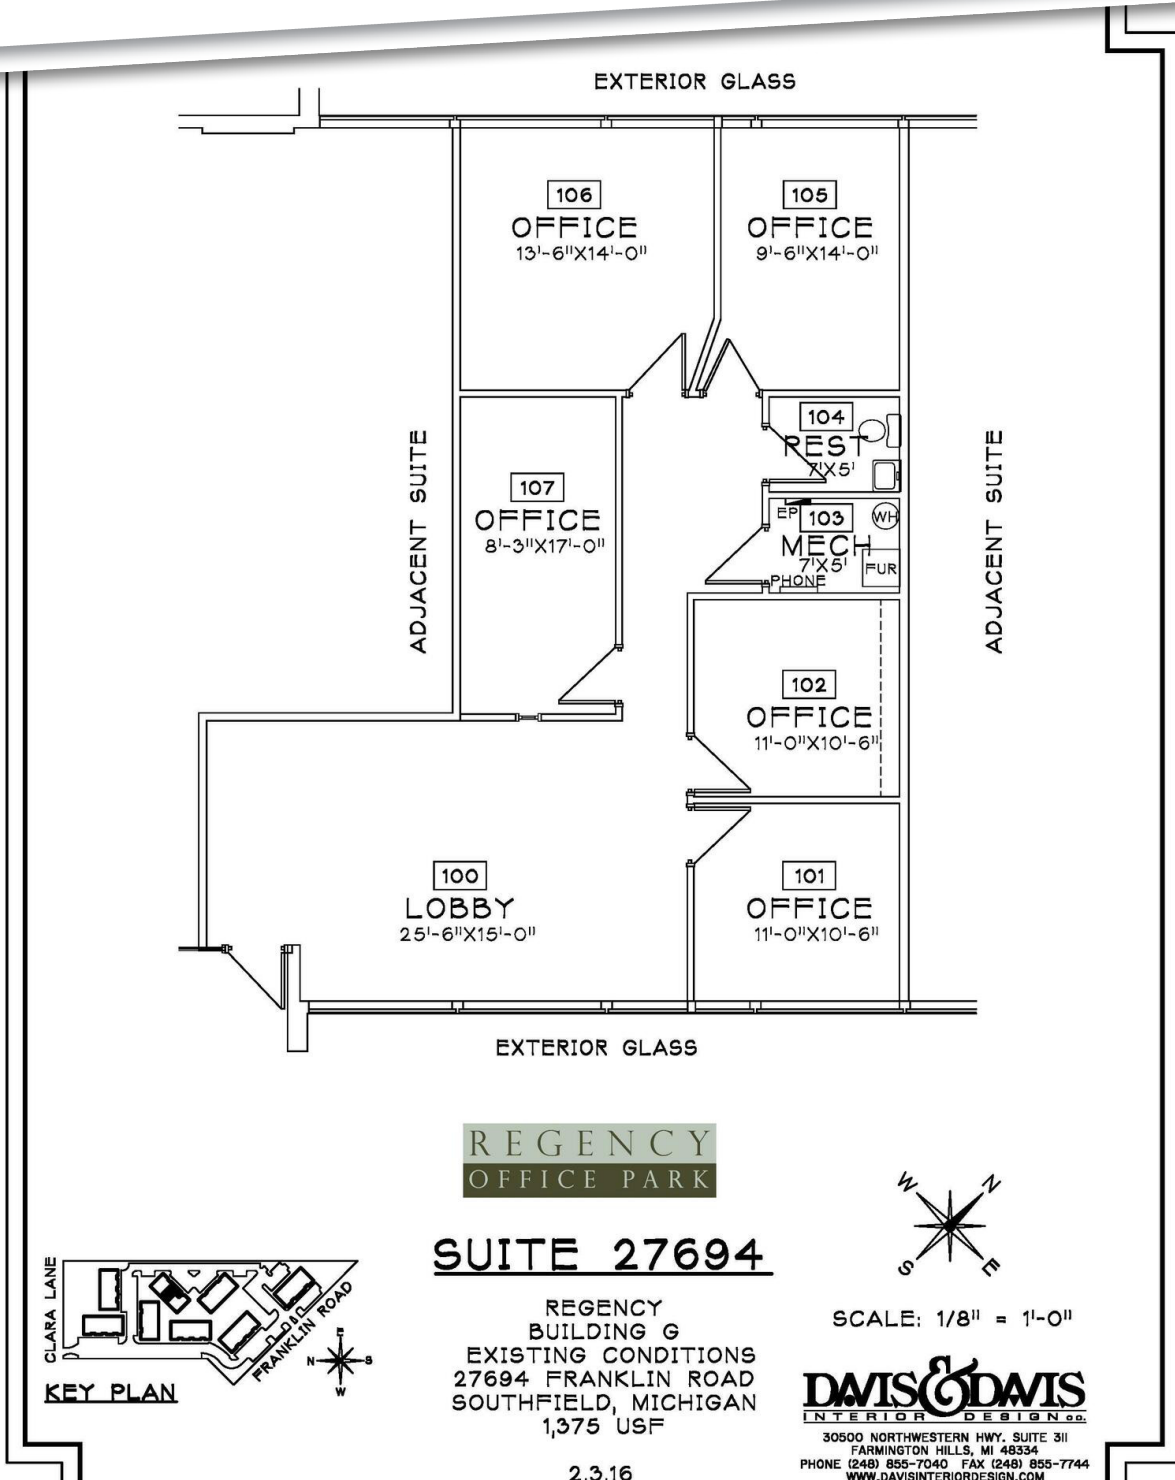 EXTERIOR GLASS
106
OFFICE
13'-6"X14'-0"
105
OFFICE
9'-6"X14'-0"
104
REST
7'X5'
ADJACENT SUITE
ADJACENT SUITE
107
OFFICE
8'-3"X17'-0"
EP
103
WH
MECH
7'X5'
FUR
PHONE
102
OFFICE
11'-0"X10'-6"
100
LOBBY
25'-6"X15'-0"
101
OFFICE
11'-0"X10'-6"
EXTERIOR GLASS
REGENCY
OFFICE PARK
W N
S E
SUITE 27694
CLARA LANE
FRANKLIN ROAD
E
N S
W
KEY PLAN
REGENCY
BUILDING G
EXISTING CONDITIONS
27694 FRANKLIN ROAD
SOUTHFIELD, MICHIGAN
1,375 USF
2.3.16
SCALE: 1/8" = 1'-0"
DAVIS&DAVIS
INTERIOR DESIGN co.
30500 NORTHWESTERN HWY. SUITE 311
FARMINGTON HILLS, MI 48334
PHONE (248) 855-7040 FAX (248) 855-7744
WWW.DAVISINTERIORDESIGN.COM